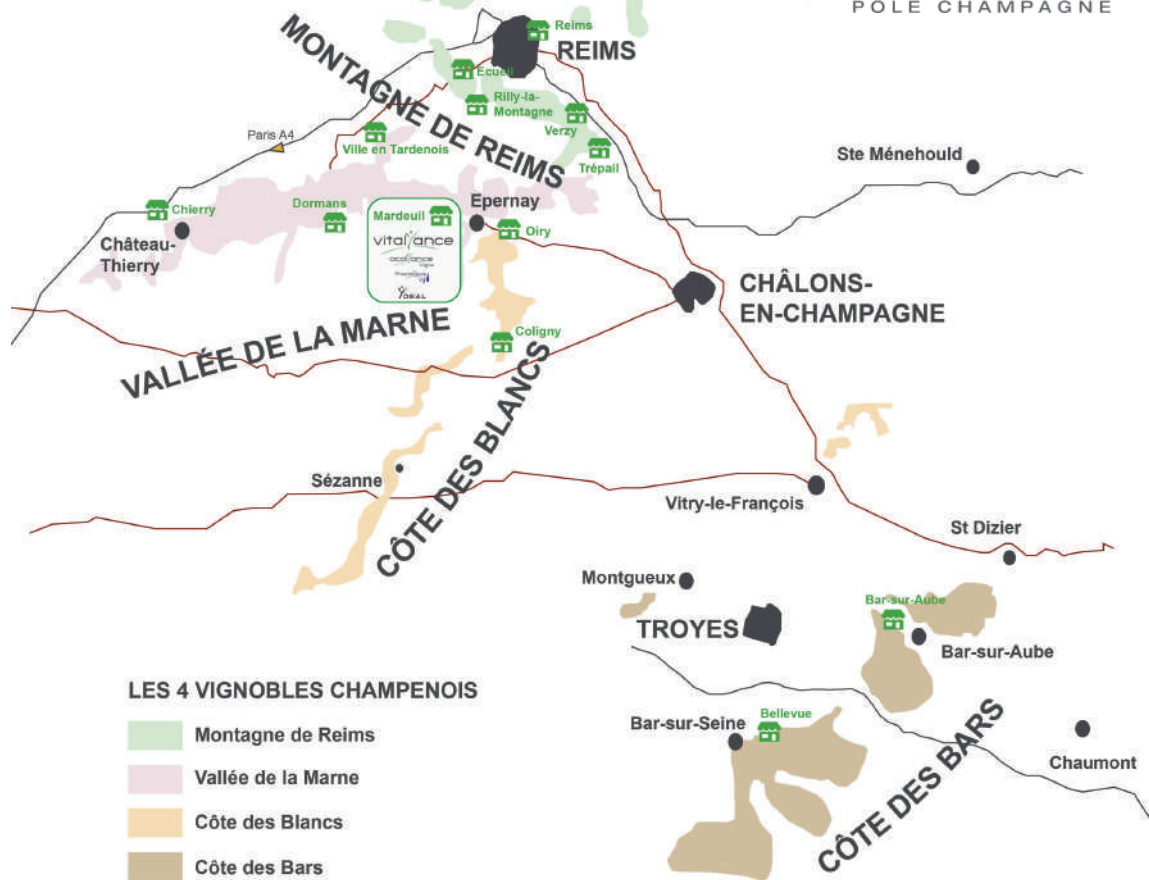 PÔLE CHAMPAGNE
Reims
REIMS
MONTAGNE DE REIMS
Ecueil
Rilly-la-
Montagne
Verzy
Paris A4
Ville en Tardenois
Trépail
Ste Ménehould
Chierry
Dormans
Mardeuil
Epernay
Oiry
Château-
Thierry
vitalyance
acolyance
vigne
ydéal
CHÂLONS-
EN-CHAMPAGNE
VALLÉE DE LA MARNE
Coligny
CÔTE DES BLANCS
Sézanne
Vitry-le-François
St Dizier
Montgueux
Bar-sur-Aube
TROYES
Bar-sur-Aube
LES 4 VIGNOBLES CHAMPENOIS
Montagne de Reims
Bar-sur-Seine
Bellevue
Vallée de la Marne
Chaumont
Côte des Blancs
CÔTE DES BARS
Côte des Bars